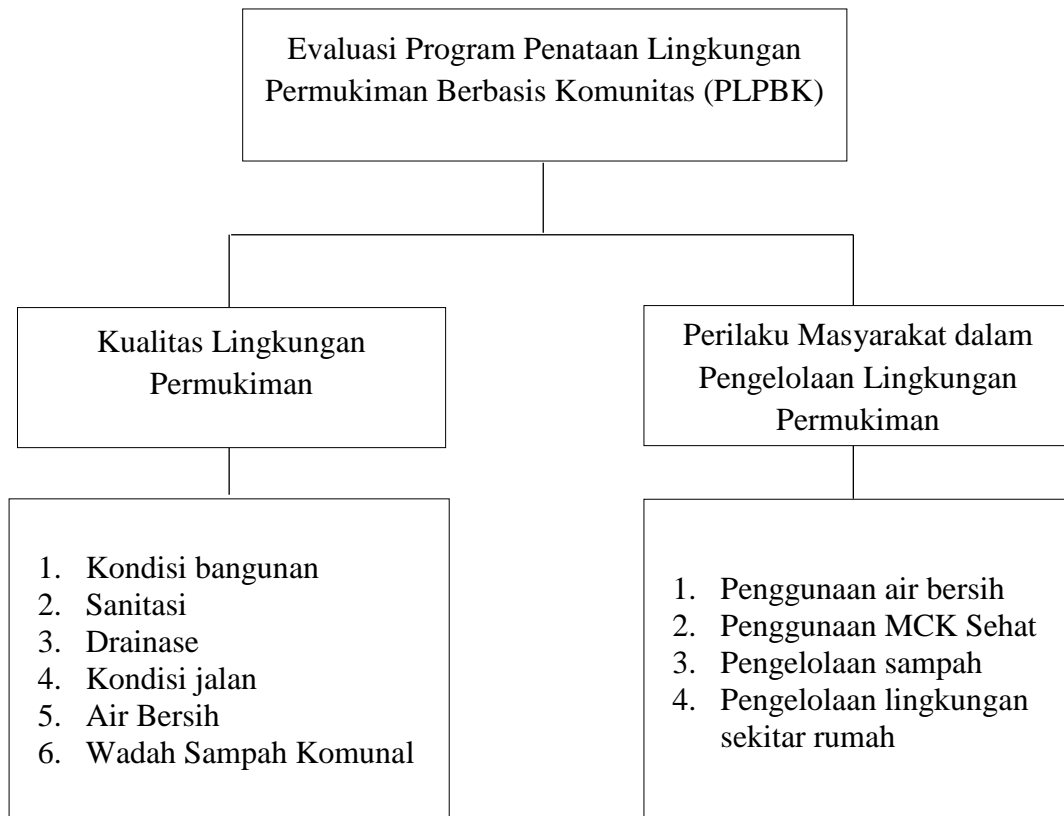 Evaluasi Program Penataan Lingkungan
Permukiman Berbasis Komunitas (PLPBK)
Kualitas Lingkungan
Permukiman
Perilaku Masyarakat dalam
Pengelolaan Lingkungan
Permukiman
1. Kondisi bangunan
2. Sanitasi
3. Drainase
4. Kondisi jalan
5. Air Bersih
6. Wadah Sampah Komunal
1. Penggunaan air bersih
2. Penggunaan MCK Sehat
3. Pengelolaan sampah
4. Pengelolaan lingkungan
sekitar rumah